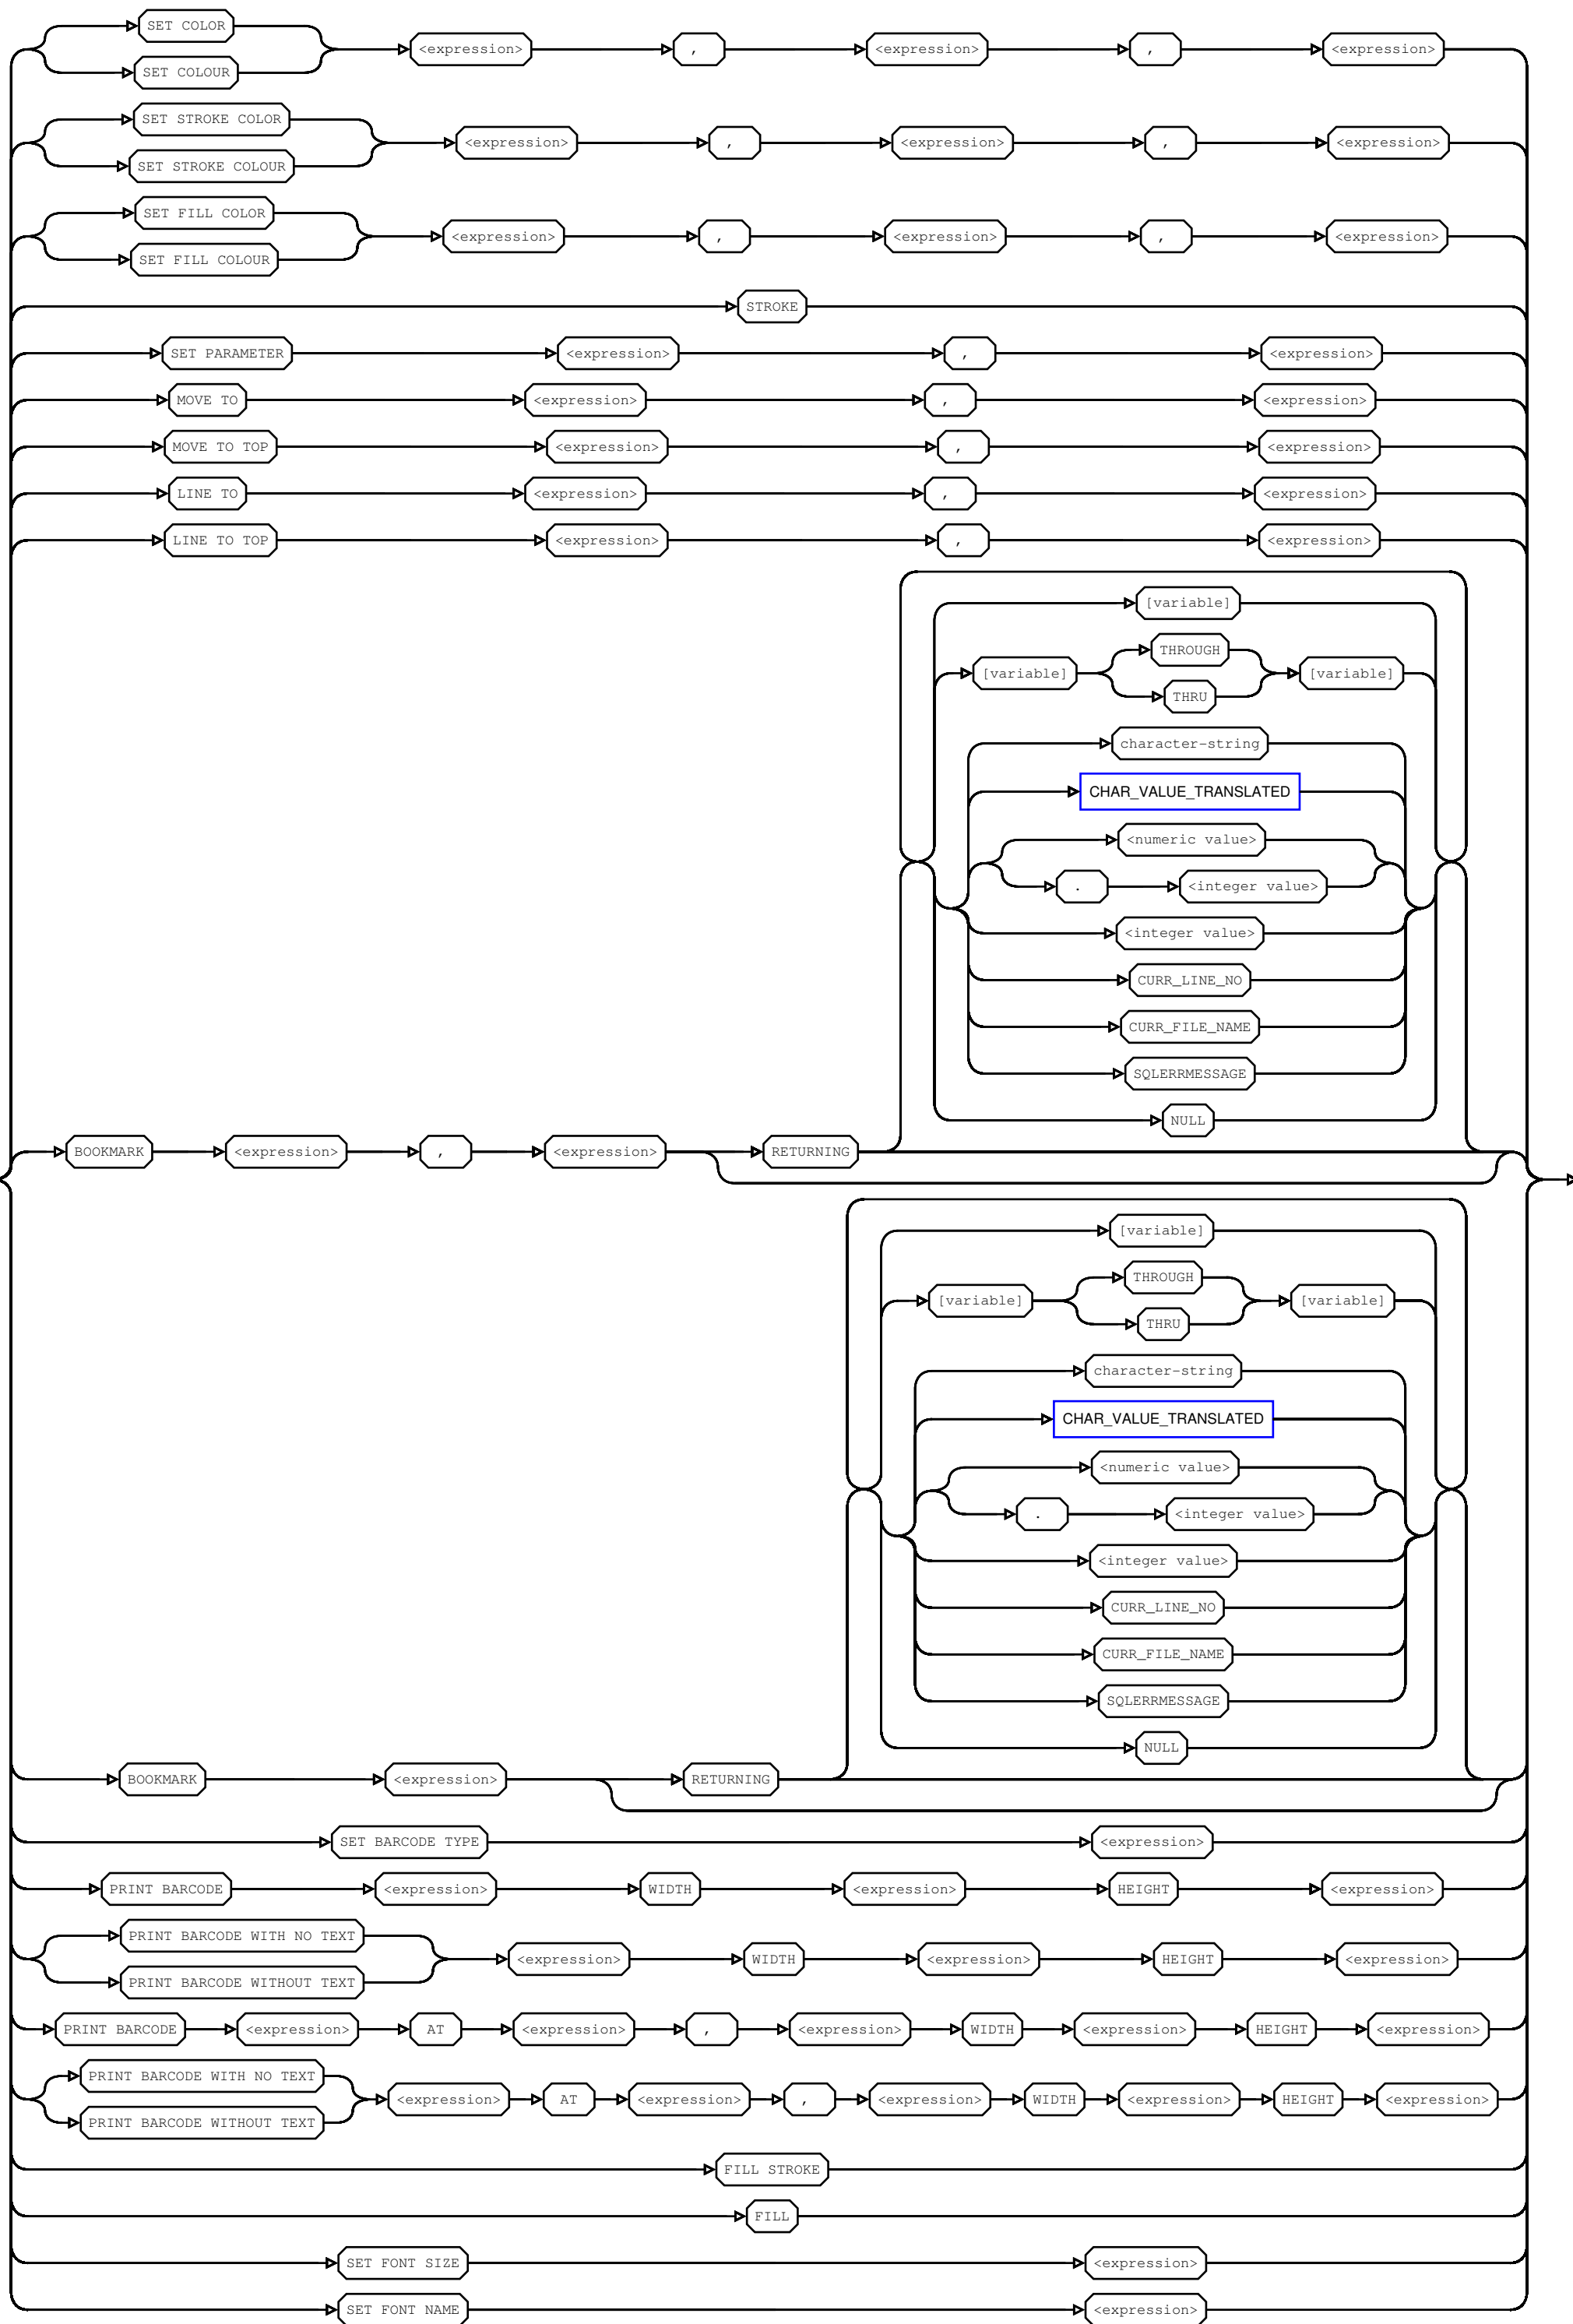 SET COLOR
SET COLOUR
<expression> , <expression> , <expression>
SET STROKE COLOR
SET STROKE COLOUR
<expression> , <expression> , <expression>
SET FILL COLOR
SET FILL COLOUR
<expression> , <expression> , <expression>
STROKE
SET PARAMETER <expression> , <expression>
MOVE TO <expression> , <expression>
MOVE TO TOP <expression> , <expression>
LINE TO <expression> , <expression>
LINE TO TOP <expression> , <expression>
[variable]
THROUGH
[variable] [variable]
THRU
character-string
CHAR_VALUE_TRANSLATED
<numeric value>
. <integer value>
<integer value>
CURR_LINE_NO
CURR_FILE_NAME
SQLERRMESSAGE
NULL
BOOKMARK <expression> , <expression> RETURNING
[variable]
THROUGH
[variable] [variable]
THRU
character-string
CHAR_VALUE_TRANSLATED
<numeric value>
. <integer value>
<integer value>
CURR_LINE_NO
CURR_FILE_NAME
SQLERRMESSAGE
NULL
BOOKMARK <expression> RETURNING
SET BARCODE TYPE <expression>
PRINT BARCODE <expression> WIDTH <expression> HEIGHT <expression>
PRINT BARCODE WITH NO TEXT
PRINT BARCODE WITHOUT TEXT
<expression> WIDTH <expression> HEIGHT <expression>
PRINT BARCODE <expression> AT <expression> , <expression> WIDTH <expression> HEIGHT <expression>
PRINT BARCODE WITH NO TEXT
PRINT BARCODE WITHOUT TEXT
<expression> AT <expression> , <expression> WIDTH <expression> HEIGHT <expression>
FILL STROKE
FILL
SET FONT SIZE <expression>
SET FONT NAME <expression>